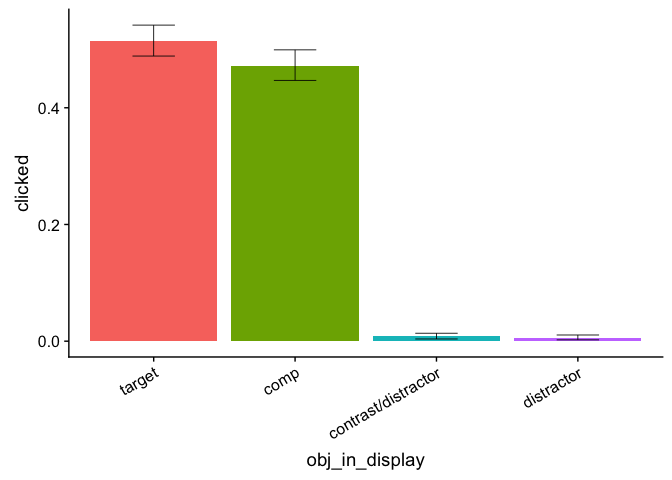 clicked
0.4
0.2
0.0
target
comp
contrast/distractor
distractor
obj_in_display